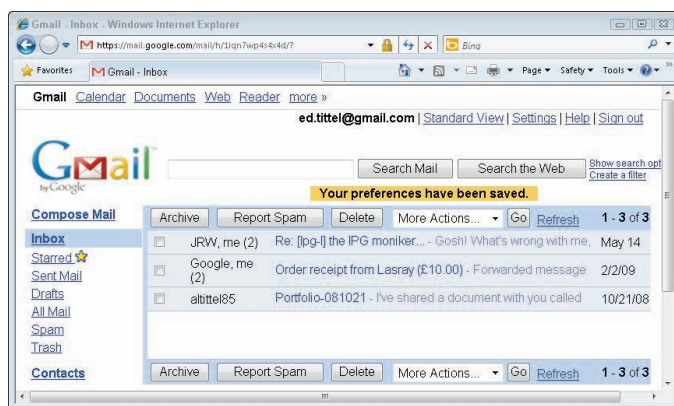 Gmail - Inbox - Windows Internet Explorer
https://mail.google.com/mail/h/1iqn7wp4s4x4d/?
Bing
Favorites Gmail - Inbox Page Safety Tools »
Gmail Calendar Documents Web Reader more »
ed.tittel@gmail.com | Standard View | Settings | Help | Sign out
Gmail
by Google
Search Mail Search the Web
Show search opt
Create a filter
Your preferences have been saved.
Compose Mail
Archive Report Spam Delete More Actions... Go Refresh 1 - 3 of 3
Inbox
JRW, me (2) Re: [lpg-l] the IPG moniker... - Gosh! What's wrong with me, May 14
Starred
Google, me (2) Order receipt from Lasray (£10.00) - Forwarded message 2/2/09
Sent Mail
altittel85 Portfolio-081021 - I've shared a document with you called 10/21/08
Drafts
All Mail
Spam
Trash
Contacts
Archive Report Spam Delete More Actions... Go Refresh 1 - 3 of 3